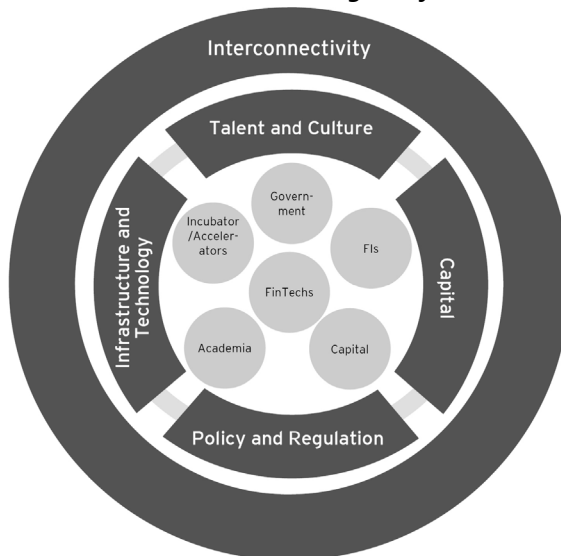 Interconnectivity
Talent and Culture
Infrastructure and
Technology
Capital
Policy and Regulation
Govern-
ment
Incubator
/Acceler-
ators
FIs
FinTechs
Academia
Capital